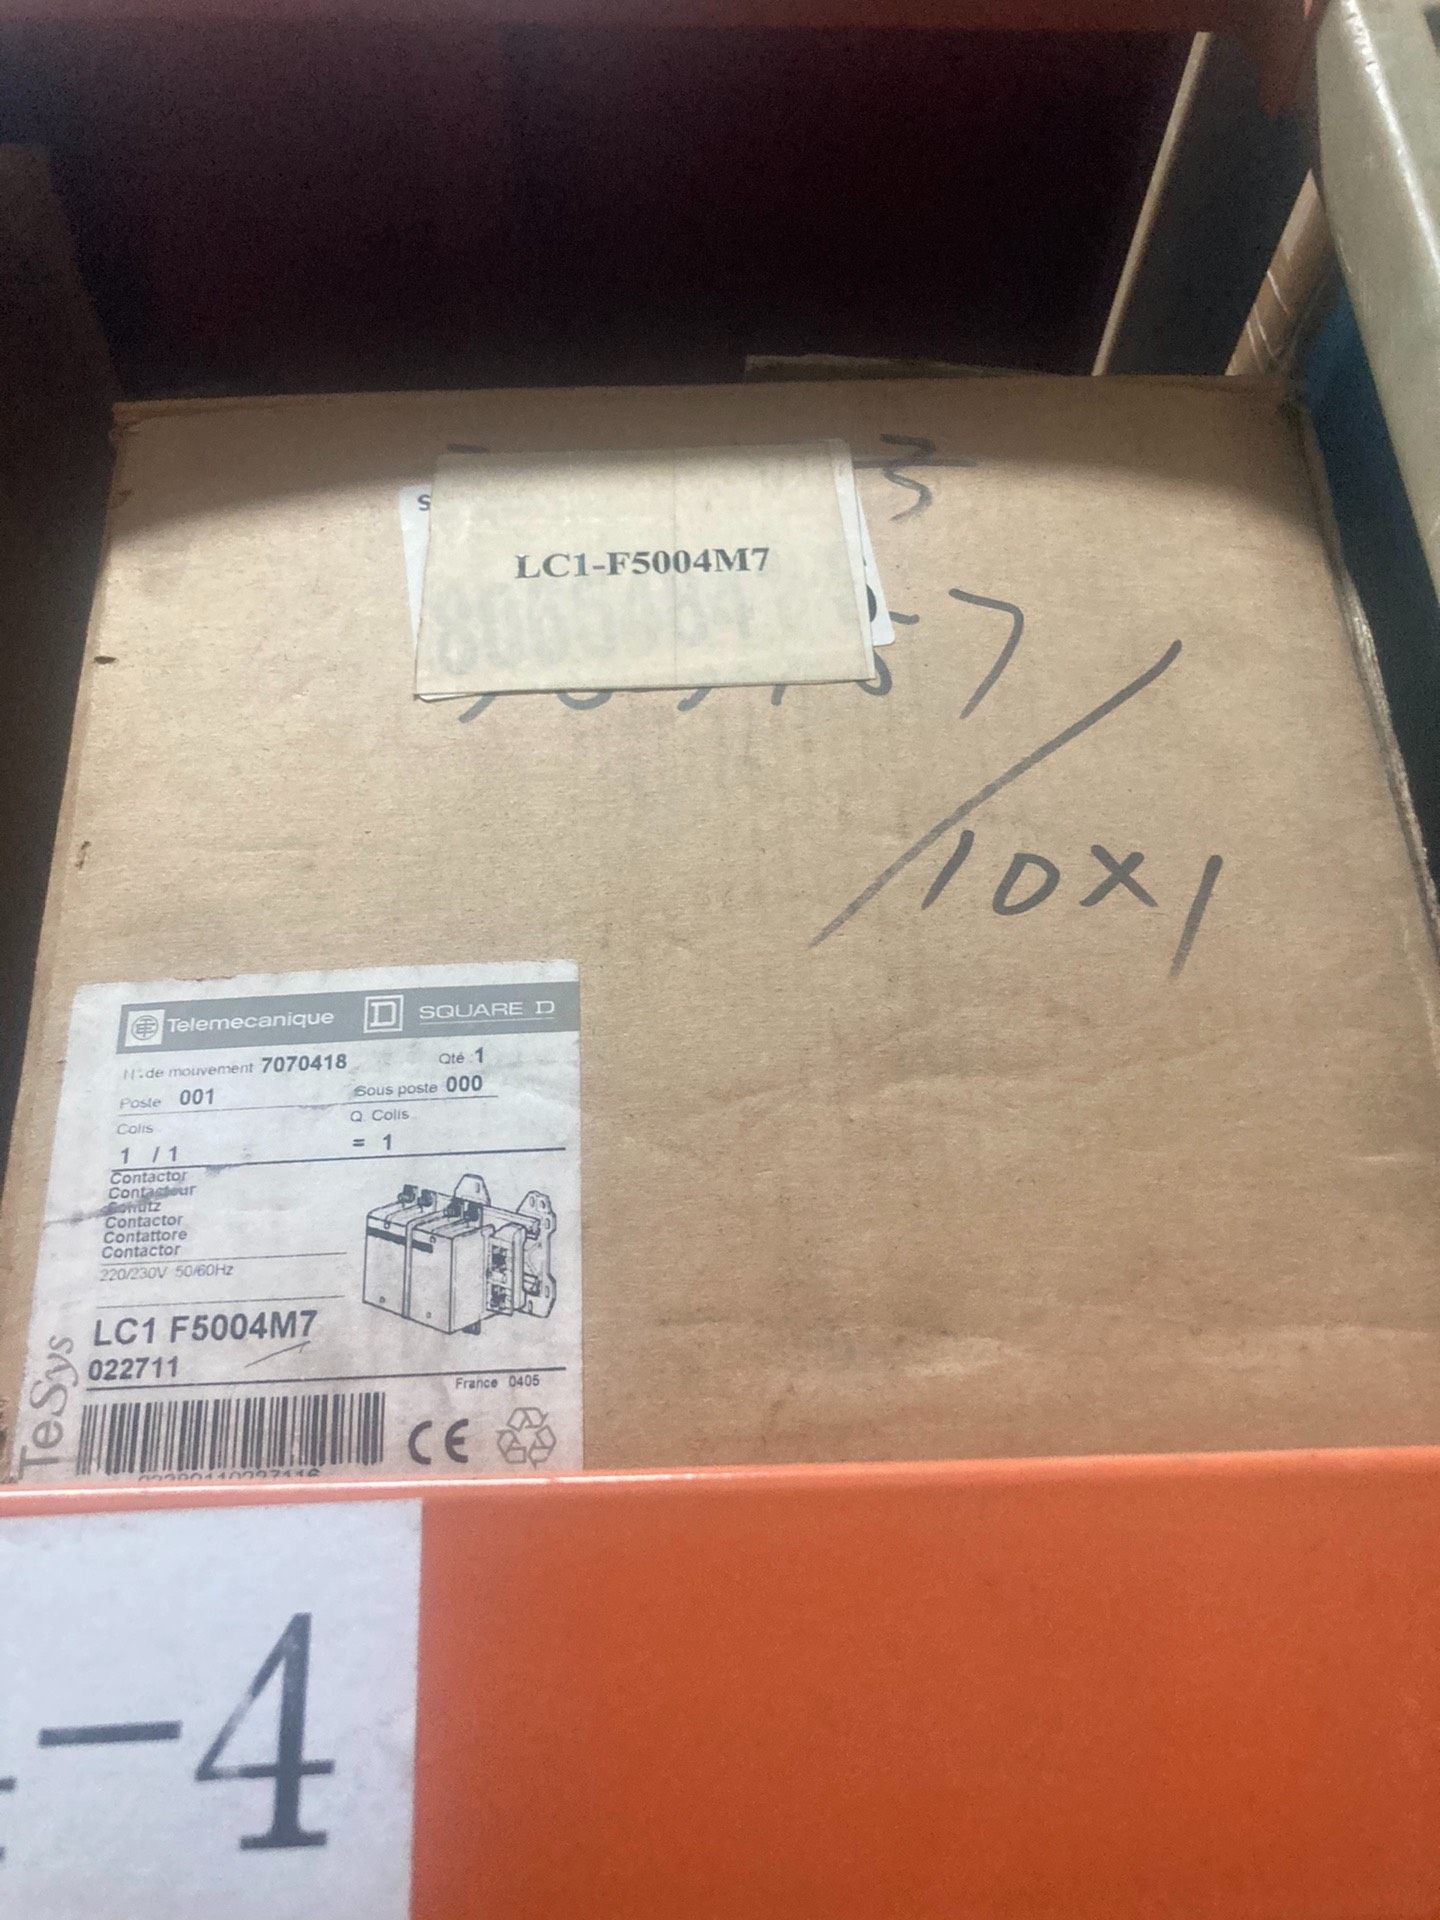 3
S
LC1-F5004M7
7
10X1
Telemecanique D SQUARE D
N° de mouvement 7070418 Qté 1
Poste 001 Sous poste 000
Colis Q. Colis
1 / 1 = 1
Contactor
Contacteur
Schütz
Contactor
Contattore
Contactor
220/230V 50/60Hz
LC1 F5004M7
022711
France 0405
TeSys
CE
-4